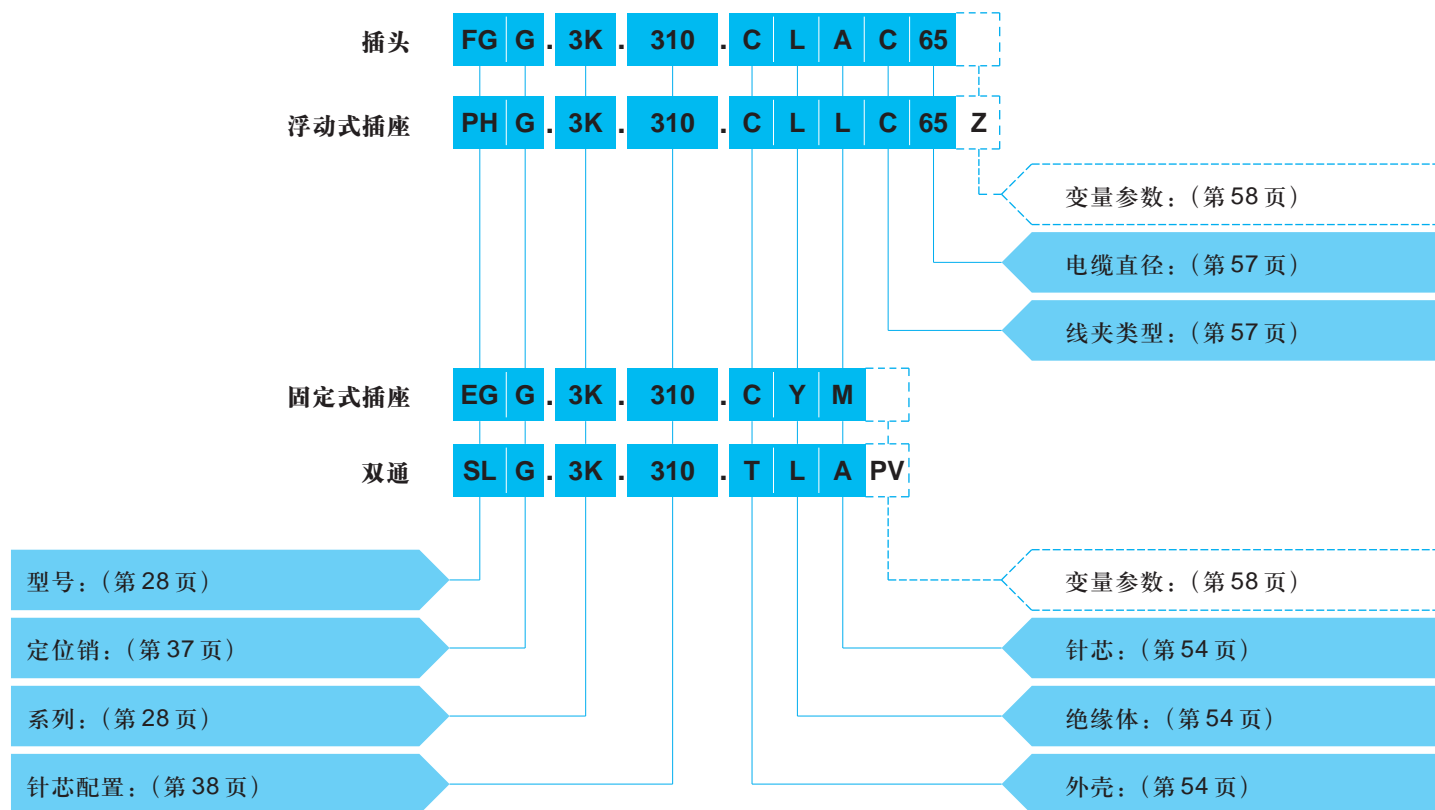 插头 FG G . 3K . 310 . C L A C 65
浮动式插座 PH G . 3K . 310 . C L L C 65 Z
变量参数：（第 58 页）
电缆直径：（第 57 页）
线夹类型：（第 57 页）
固定式插座 EG G . 3K . 310 . C Y M
双通 SL G . 3K . 310 . T L A PV
型号：（第 28 页）
变量参数：（第 58 页）
定位销：（第 37 页）
针芯：（第 54 页）
系列：（第 28 页）
绝缘体：（第 54 页）
针芯配置：（第 38 页）
外壳：（第 54 页）